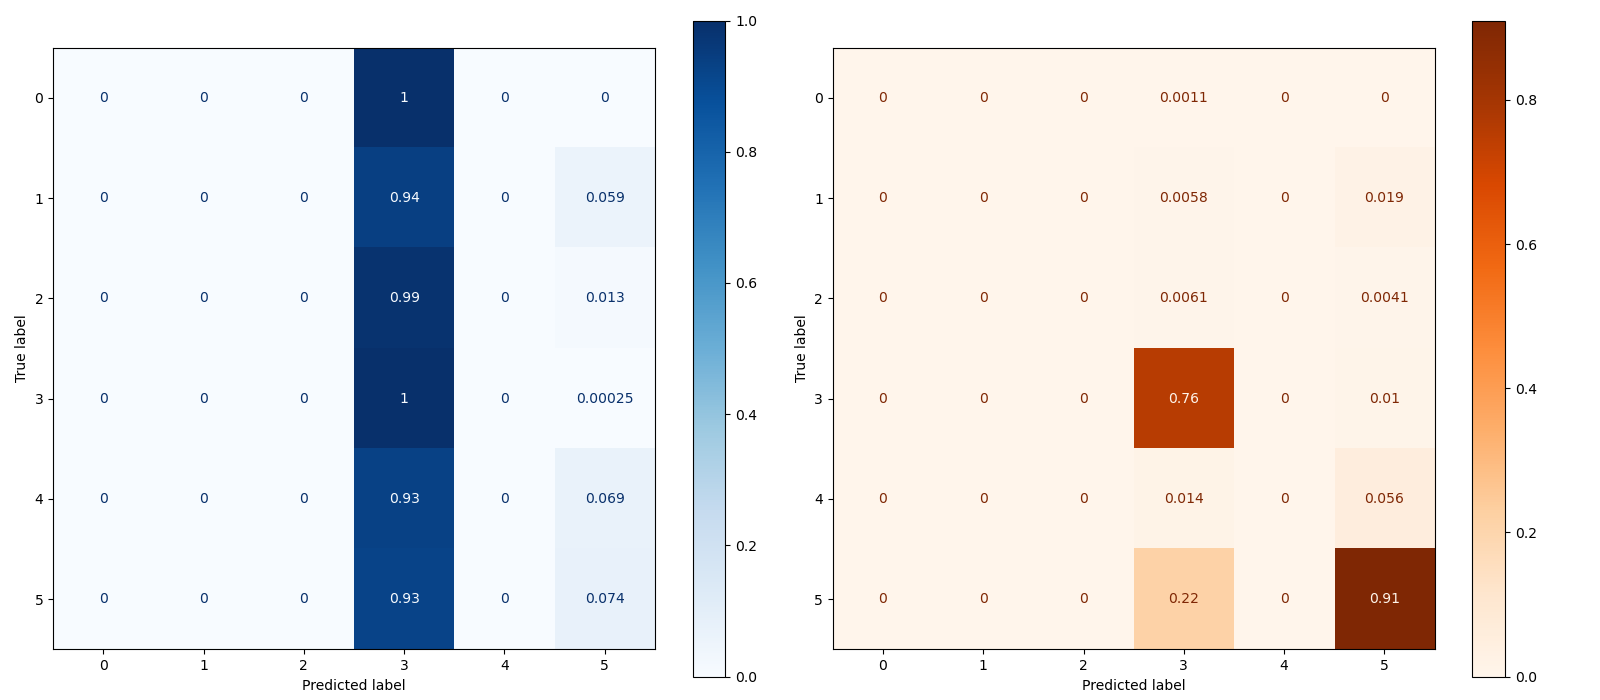 0 0 0 0 1 0 0
1 0 0 0 0.94 0 0.059
2 0 0 0 0.99 0 0.013
3 0 0 0 1 0 0.00025
4 0 0 0 0.93 0 0.069
5 0 0 0 0.93 0 0.074
0 1 2 3 4 5
Predicted label
True label
1.0
0.8
0.6
0.4
0.2
0.0
0 0 0 0 0.0011 0 0
1 0 0 0 0.0058 0 0.019
2 0 0 0 0.0061 0 0.0041
3 0 0 0 0.76 0 0.01
4 0 0 0 0.014 0 0.056
5 0 0 0 0.22 0 0.91
0 1 2 3 4 5
Predicted label
True label
0.8
0.6
0.4
0.2
0.0